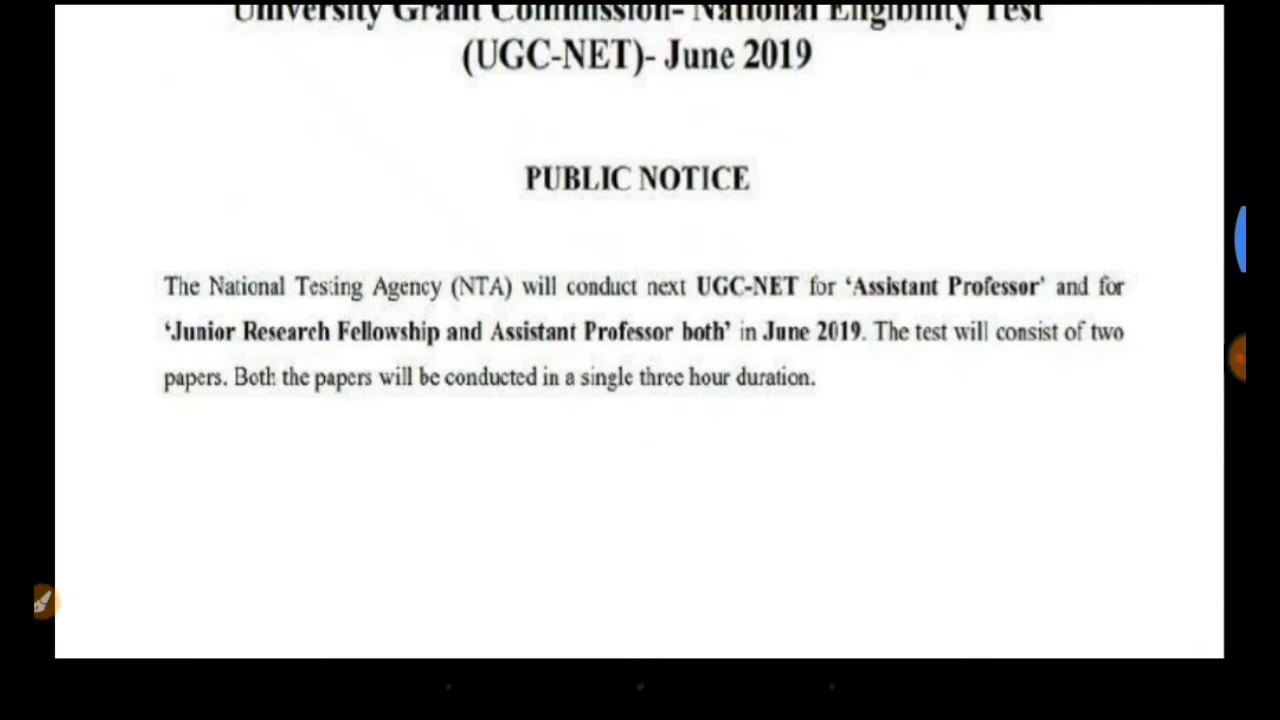 University Grant Commission- National Eligibility Test
(UGC-NET)- June 2019
PUBLIC NOTICE
The National Testing Agency (NTA) will conduct next UGC-NET for ‘Assistant Professor’ and for
‘Junior Research Fellowship and Assistant Professor both’ in June 2019. The test will consist of two
papers. Both the papers will be conducted in a single three hour duration.